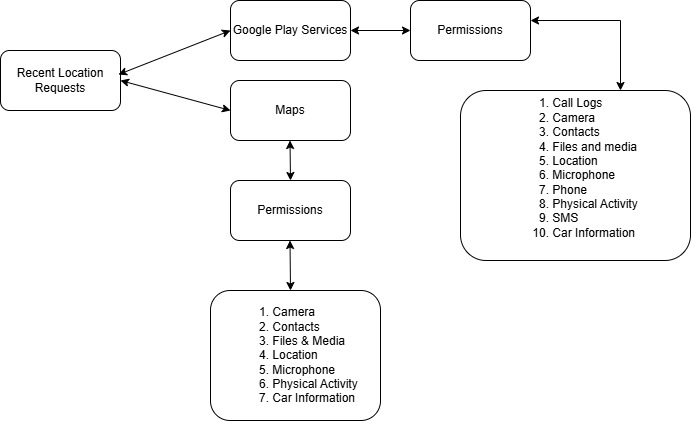 Google Play Services
Permissions
Recent Location
Requests
Maps
1. Call Logs
2. Camera
3. Contacts
4. Files and media
5. Location
6. Microphone
7. Phone
8. Physical Activity
9. SMS
10. Car Information
Permissions
1. Camera
2. Contacts
3. Files & Media
4. Location
5. Microphone
6. Physical Activity
7. Car Information